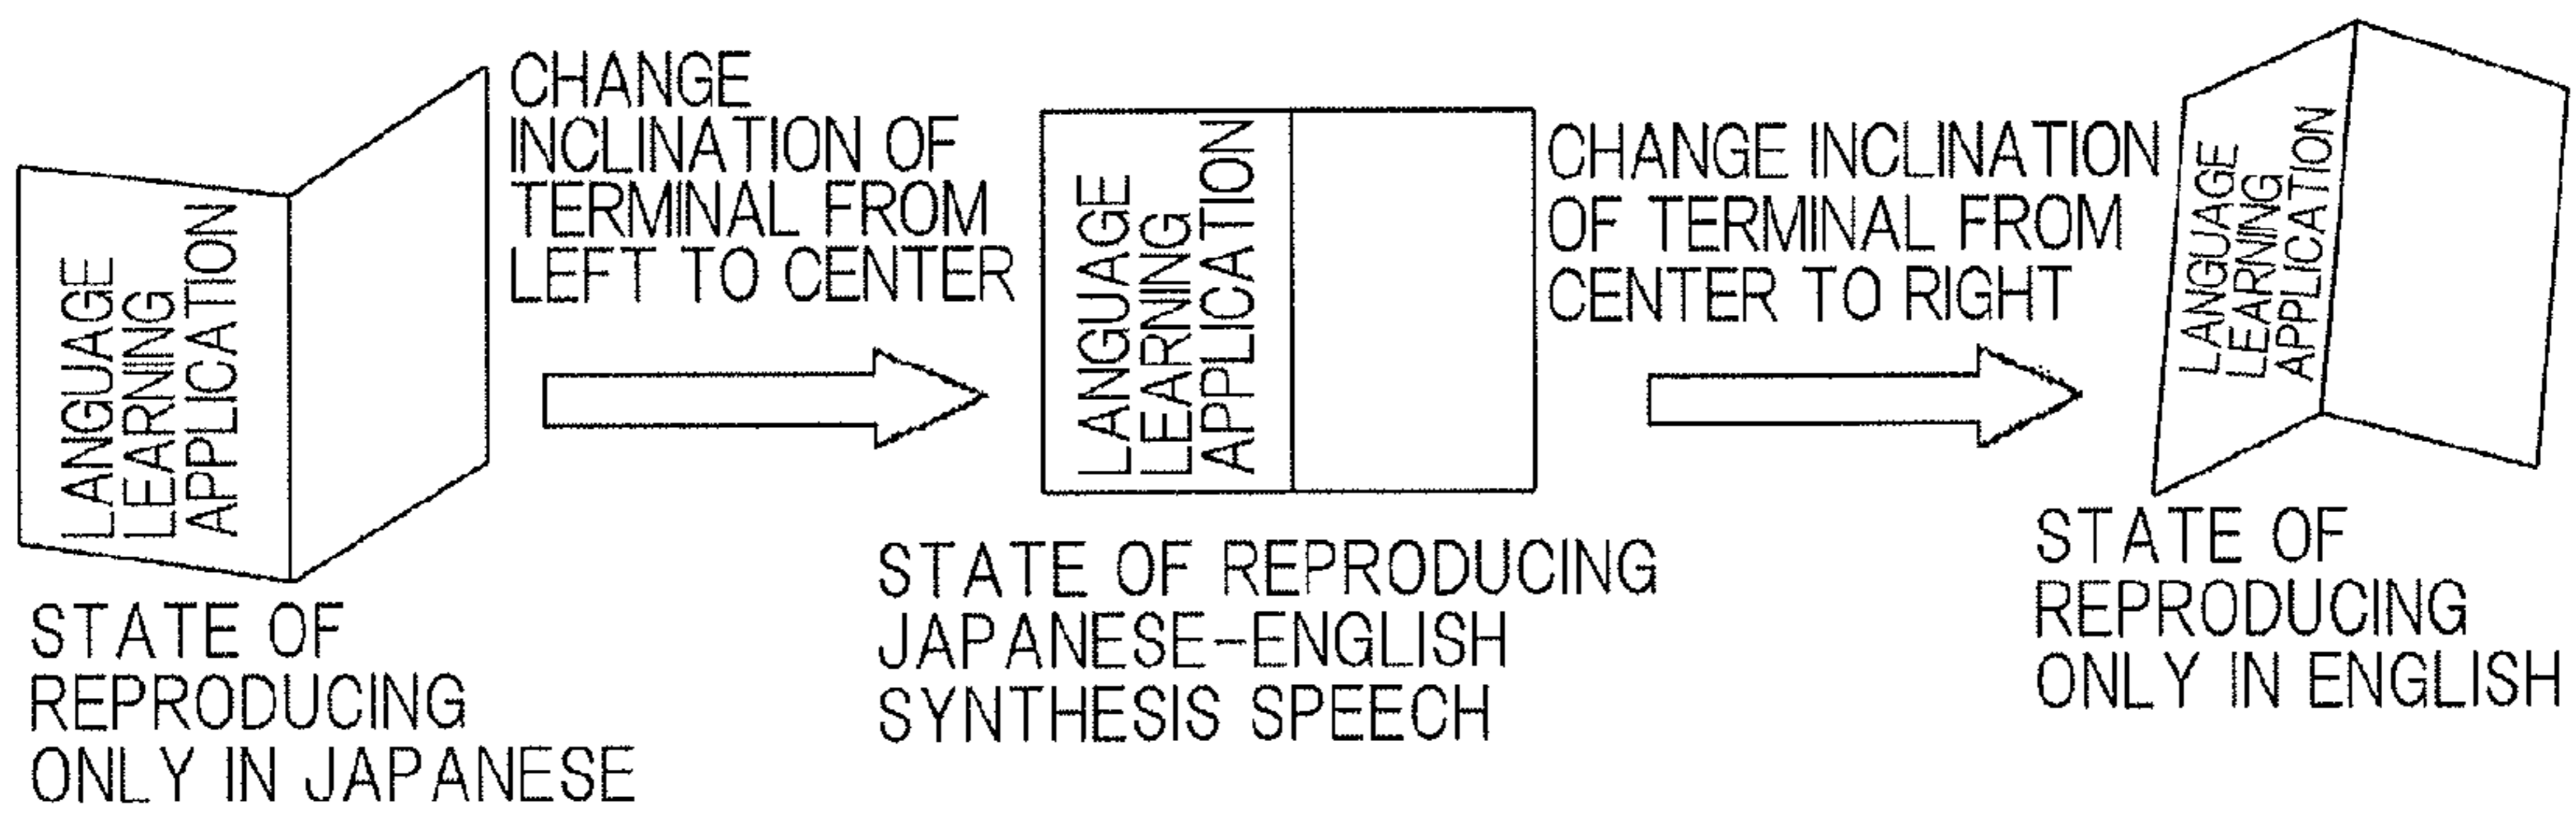 LANGUAGE
LEARNING
APPLICATION
STATE OF
REPRODUCING
ONLY IN JAPANESE
CHANGE
INCLINATION OF
TERMINAL FROM
LEFT TO CENTER
LANGUAGE
LEARNING
APPLICATION
STATE OF REPRODUCING
JAPANESE-ENGLISH
SYNTHESIS SPEECH
CHANGE INCLINATION
OF TERMINAL FROM
CENTER TO RIGHT
LANGUAGE
LEARNING
APPLICATION
STATE OF
REPRODUCING
ONLY IN ENGLISH